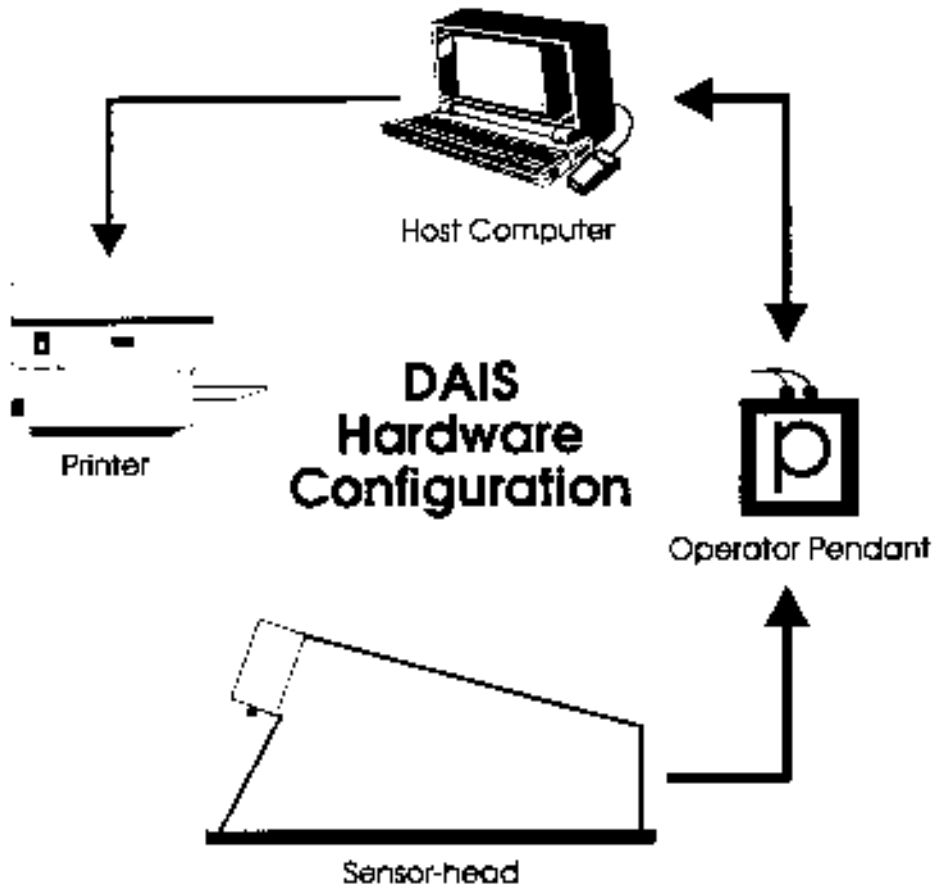 Host Computer
DAIS
Hardware
Configuration
Printer
Operator Pendant
Sensor-head